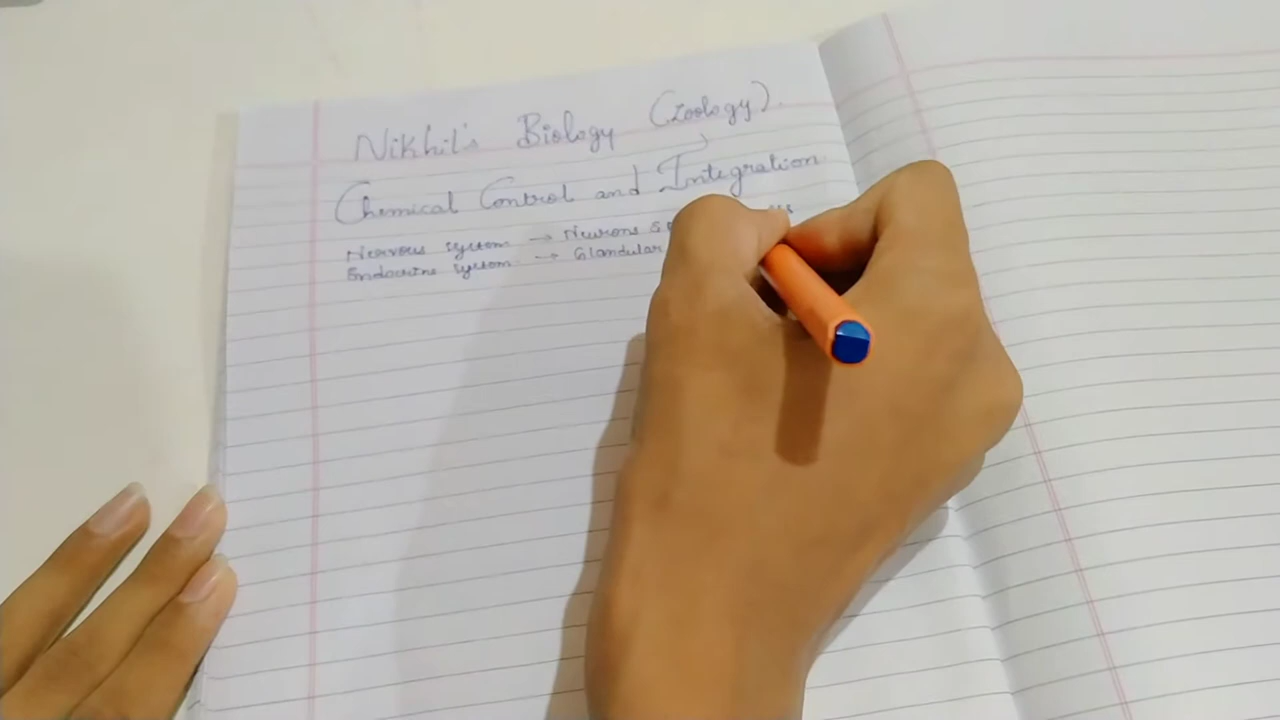 Nikhil's Biology (Zoology).
Chemical Control and Integration
Nervous system → Neurons
Endocrine system → Glandular